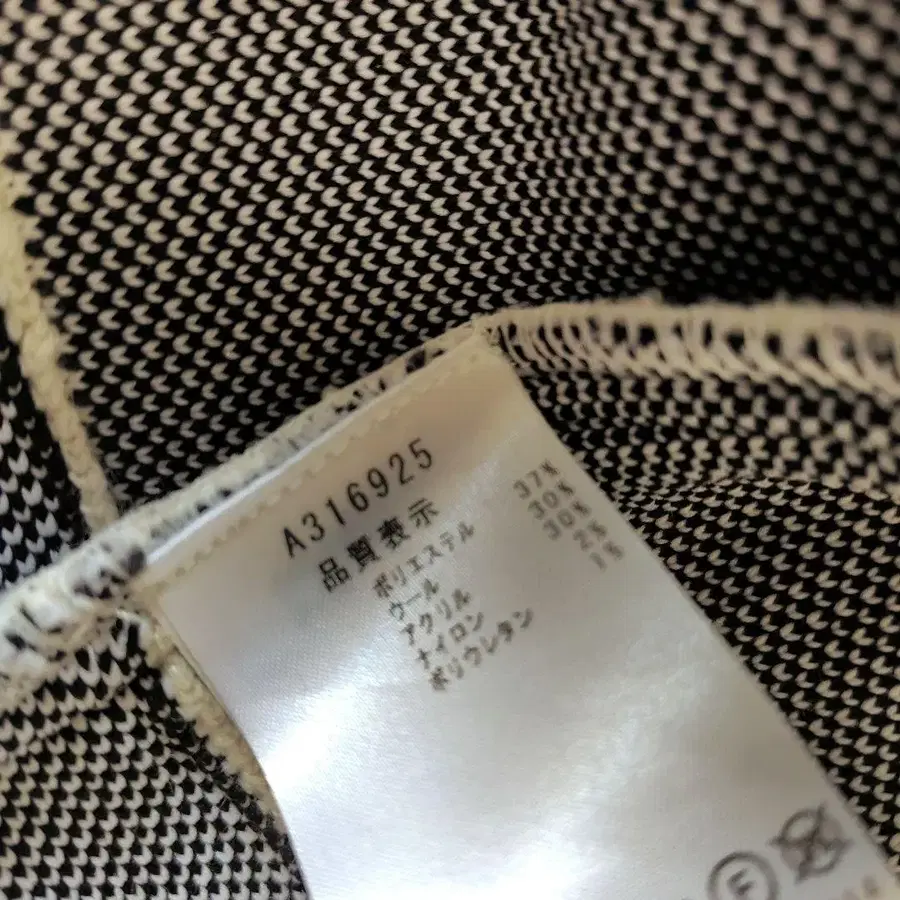 A316925
品質表示
ポリエステル 37%
ウール 30%
アクリル 30%
ナイロン 2%
ポリウレタン 1%
F